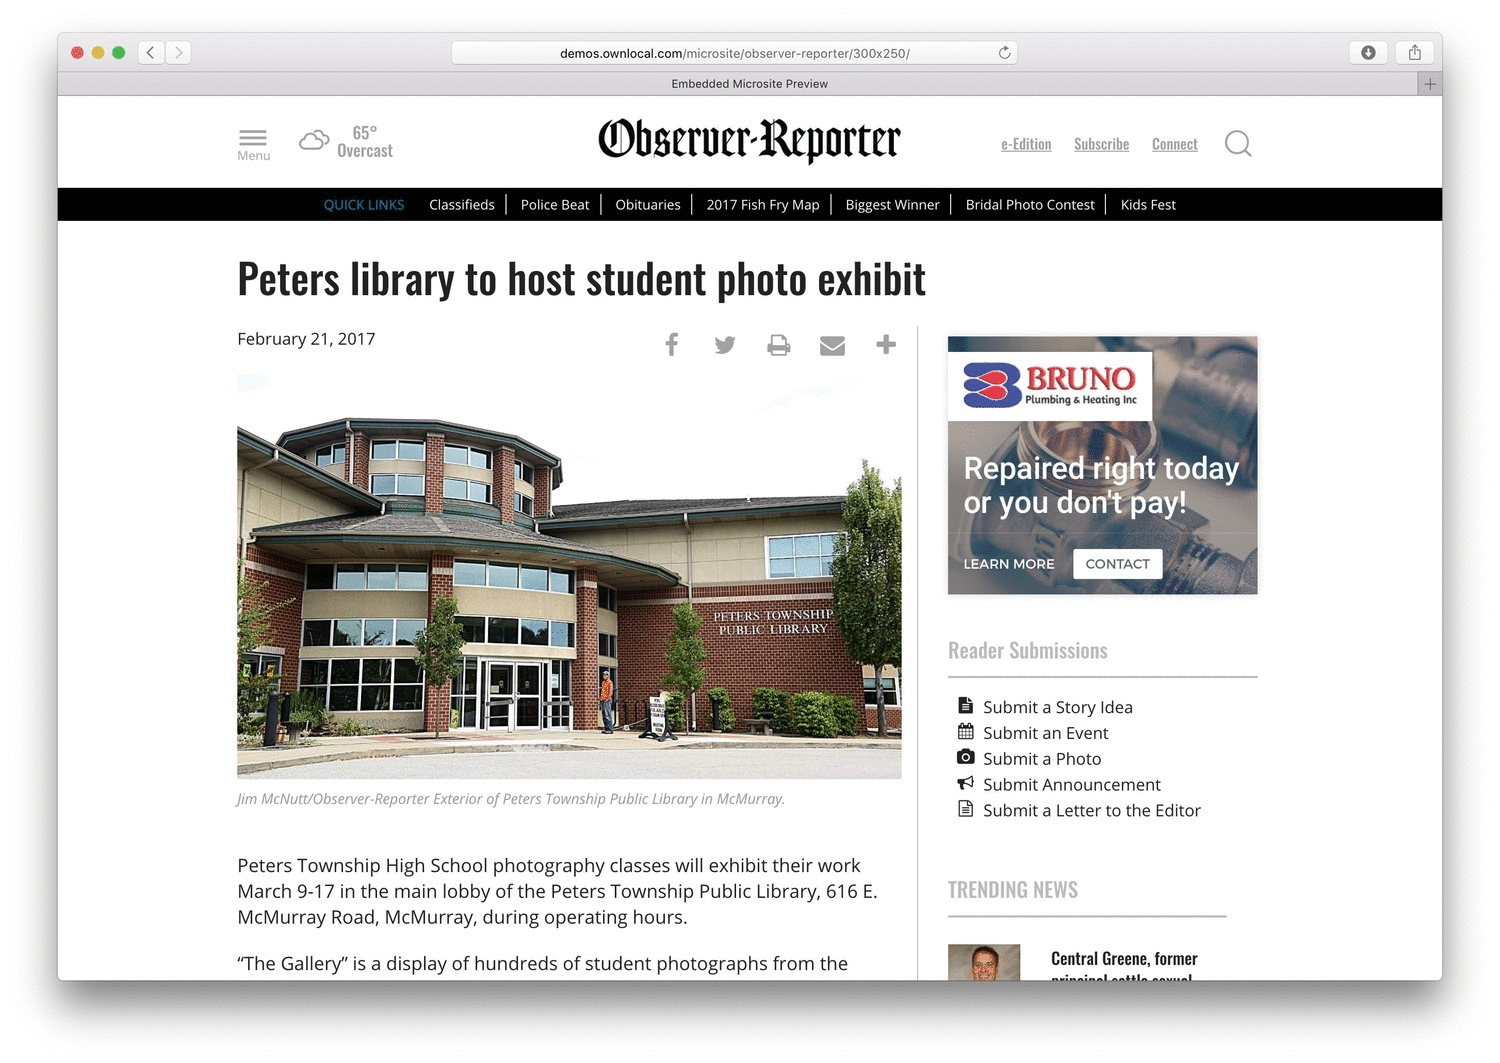 demos.ownlocal.com/microsite/observer-reporter/300x250/
Embedded Microsite Preview
Menu
65°
Overcast
Observer-Reporter
e-Edition
Subscribe
Connect
QUICK LINKS
Classifieds
Police Beat
Obituaries
2017 Fish Fry Map
Biggest Winner
Bridal Photo Contest
Kids Fest
Peters library to host student photo exhibit
February 21, 2017
PETERS TOWNSHIP
PUBLIC LIBRARY
Jim McNutt/Observer-Reporter Exterior of Peters Township Public Library in McMurray.
Peters Township High School photography classes will exhibit their work
March 9-17 in the main lobby of the Peters Township Public Library, 616 E.
McMurray Road, McMurray, during operating hours.
“The Gallery” is a display of hundreds of student photographs from the
BRUNO
Plumbing & Heating Inc
Repaired right today
or you don't pay!
LEARN MORE
CONTACT
Reader Submissions
Submit a Story Idea
Submit an Event
Submit a Photo
Submit Announcement
Submit a Letter to the Editor
TRENDING NEWS
Central Greene, former
principal settle sexual